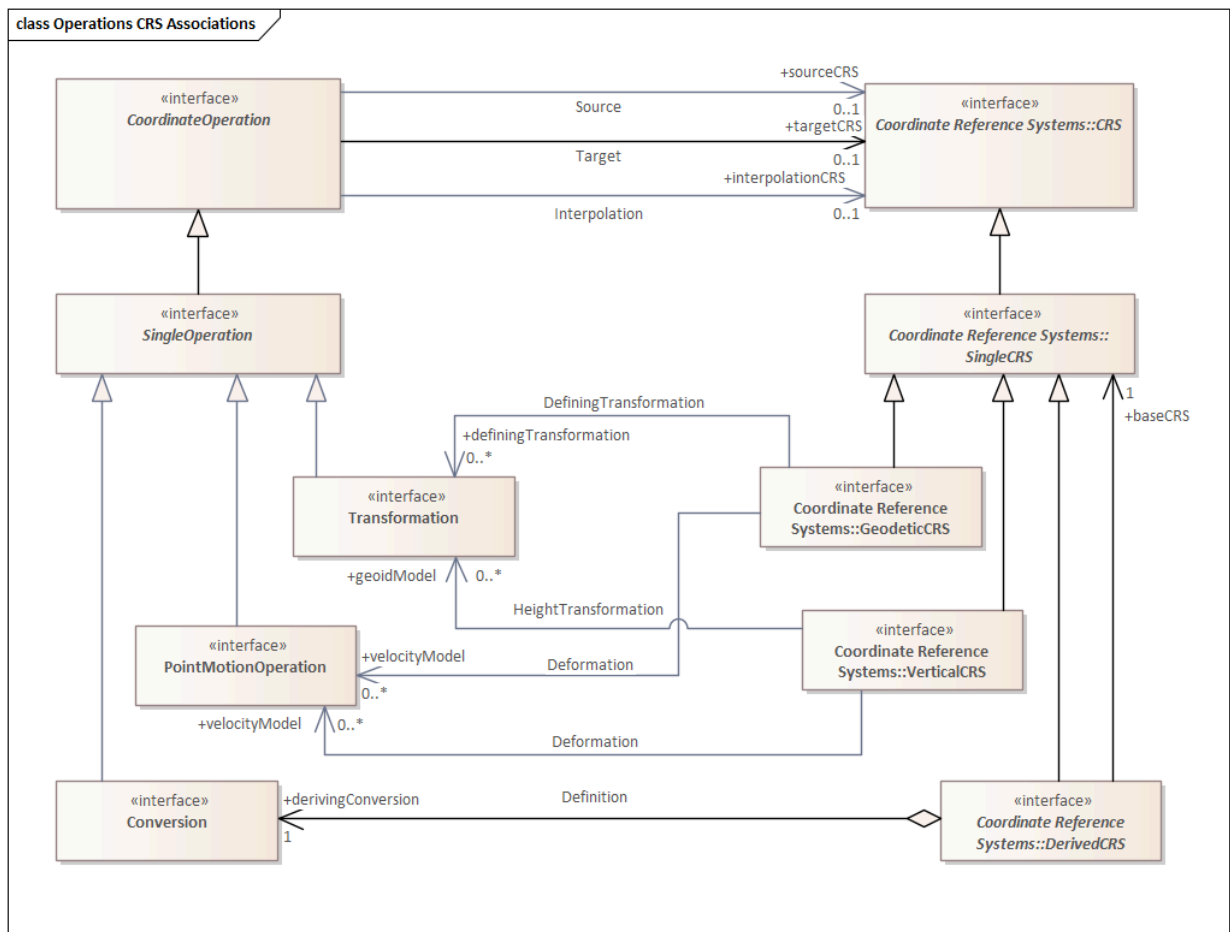 class Operations CRS Associations
«interface»
CoordinateOperation
+sourceCRS
Source
0..1
+targetCRS
Target
0..1
+interpolationCRS
Interpolation
0..1
«interface»
Coordinate Reference Systems::CRS
«interface»
SingleOperation
«interface»
Coordinate Reference Systems::
SingleCRS
1
+baseCRS
DefiningTransformation
+definingTransformation
0..*
«interface»
Transformation
«interface»
Coordinate Reference
Systems::GeodeticCRS
+geoidModel
0..*
HeightTransformation
«interface»
PointMotionOperation
+velocityModel
Deformation
0..*
«interface»
Coordinate Reference
Systems::VerticalCRS
+velocityModel
0..*
Deformation
«interface»
Conversion
+derivingConversion
Definition
1
«interface»
Coordinate Reference
Systems::DerivedCRS